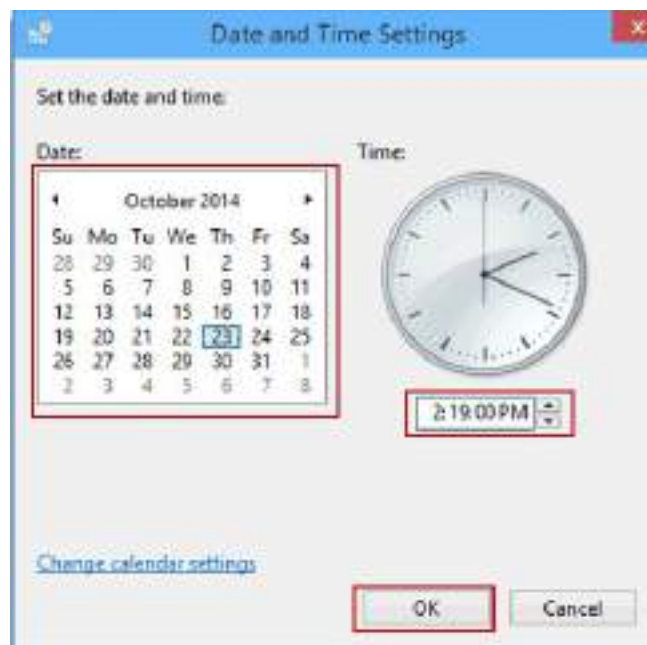 Date and Time Settings
x
Set the date and time:
Date:
Time:
October 2014
Su Mo Tu We Th Fr Sa
28 29 30 1 2 3 4
5 6 7 8 9 10 11
12 13 14 15 16 17 18
19 20 21 22 23 24 25
26 27 28 29 30 31 1
2 3 4 5 6 7 8
2:19:00 PM
Change calendar settings
OK
Cancel